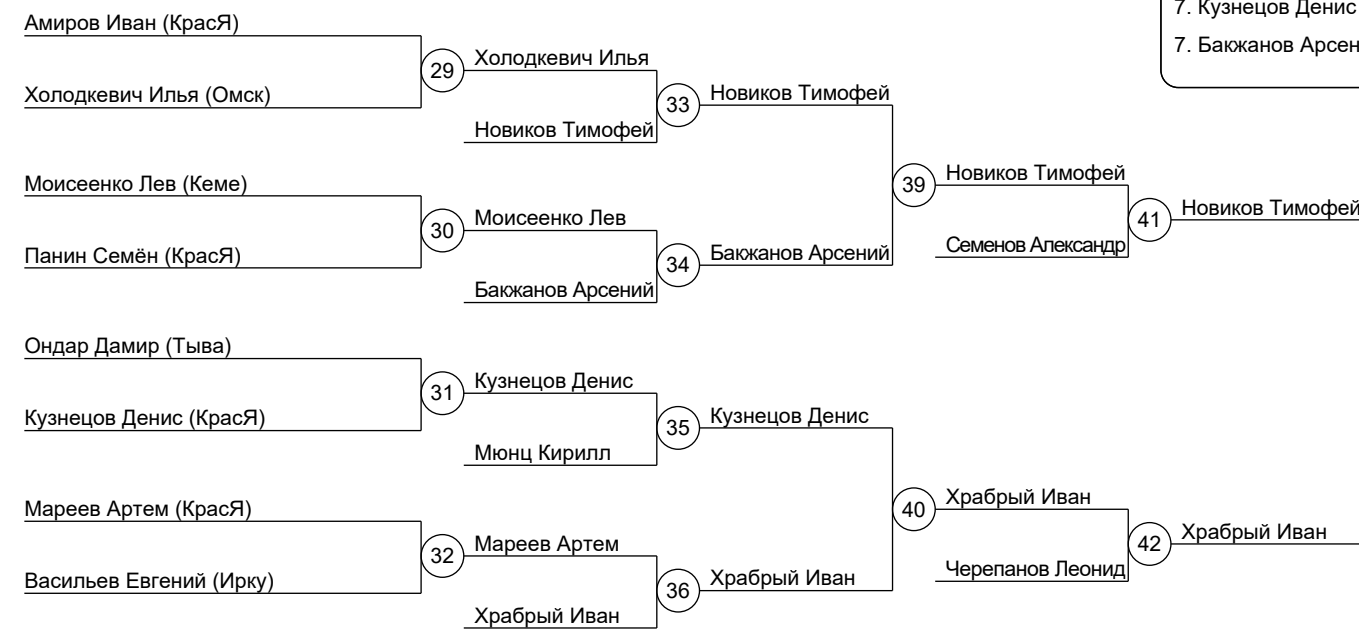 7. Кузнецов Денис
7. Бакжанов Арсен
Амиров Иван (КрасЯ)
29
Холодкевич Илья
Холодкевич Илья (Омск)
33
Новиков Тимофей
Новиков Тимофей
Моисеенко Лев (Кеме)
39
Новиков Тимофей
30
Моисеенко Лев
41
Новиков Тимофей
Панин Семён (КрасЯ)
34
Бакжанов Арсений
Семенов Александр
Бакжанов Арсений
Ондар Дамир (Тыва)
31
Кузнецов Денис
Кузнецов Денис (КрасЯ)
35
Кузнецов Денис
Мюнц Кирилл
Мареев Артем (КрасЯ)
40
Храбрый Иван
32
Мареев Артем
42
Храбрый Иван
Васильев Евгений (Ирку)
36
Храбрый Иван
Черепанов Леонид
Храбрый Иван